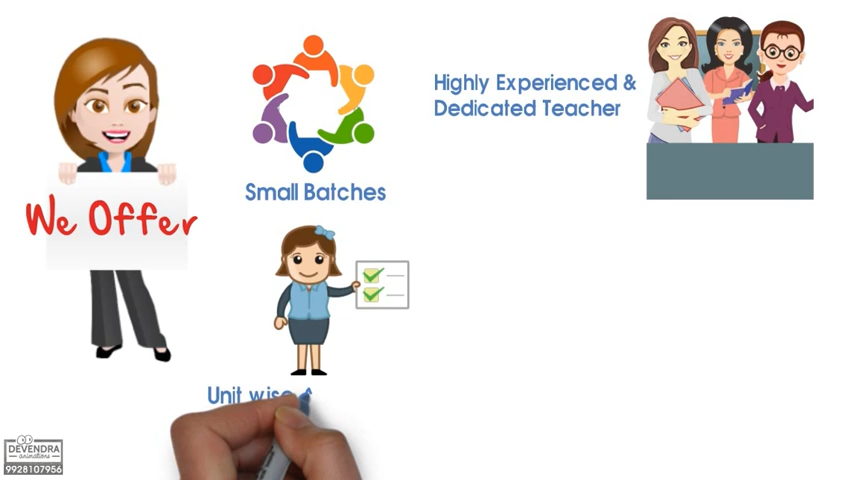 We Offer
Small Batches
Highly Experienced &
Dedicated Teacher
Unit wise
DEVENDRA
animations
9928107956